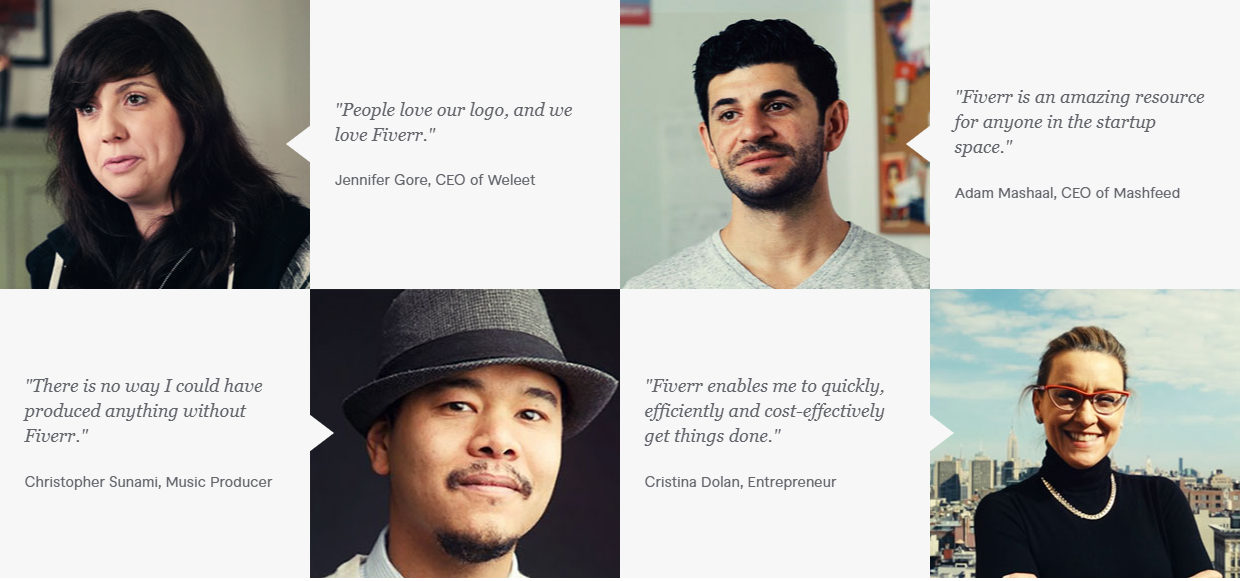 "People love our logo, and we
love Fiverr."
Jennifer Gore, CEO of Weleet
"Fiverr is an amazing resource
for anyone in the startup
space."
Adam Mashaal, CEO of Mashfeed
"There is no way I could have
produced anything without
Fiverr."
Christopher Sunami, Music Producer
"Fiverr enables me to quickly,
efficiently and cost-effectively
get things done."
Cristina Dolan, Entrepreneur